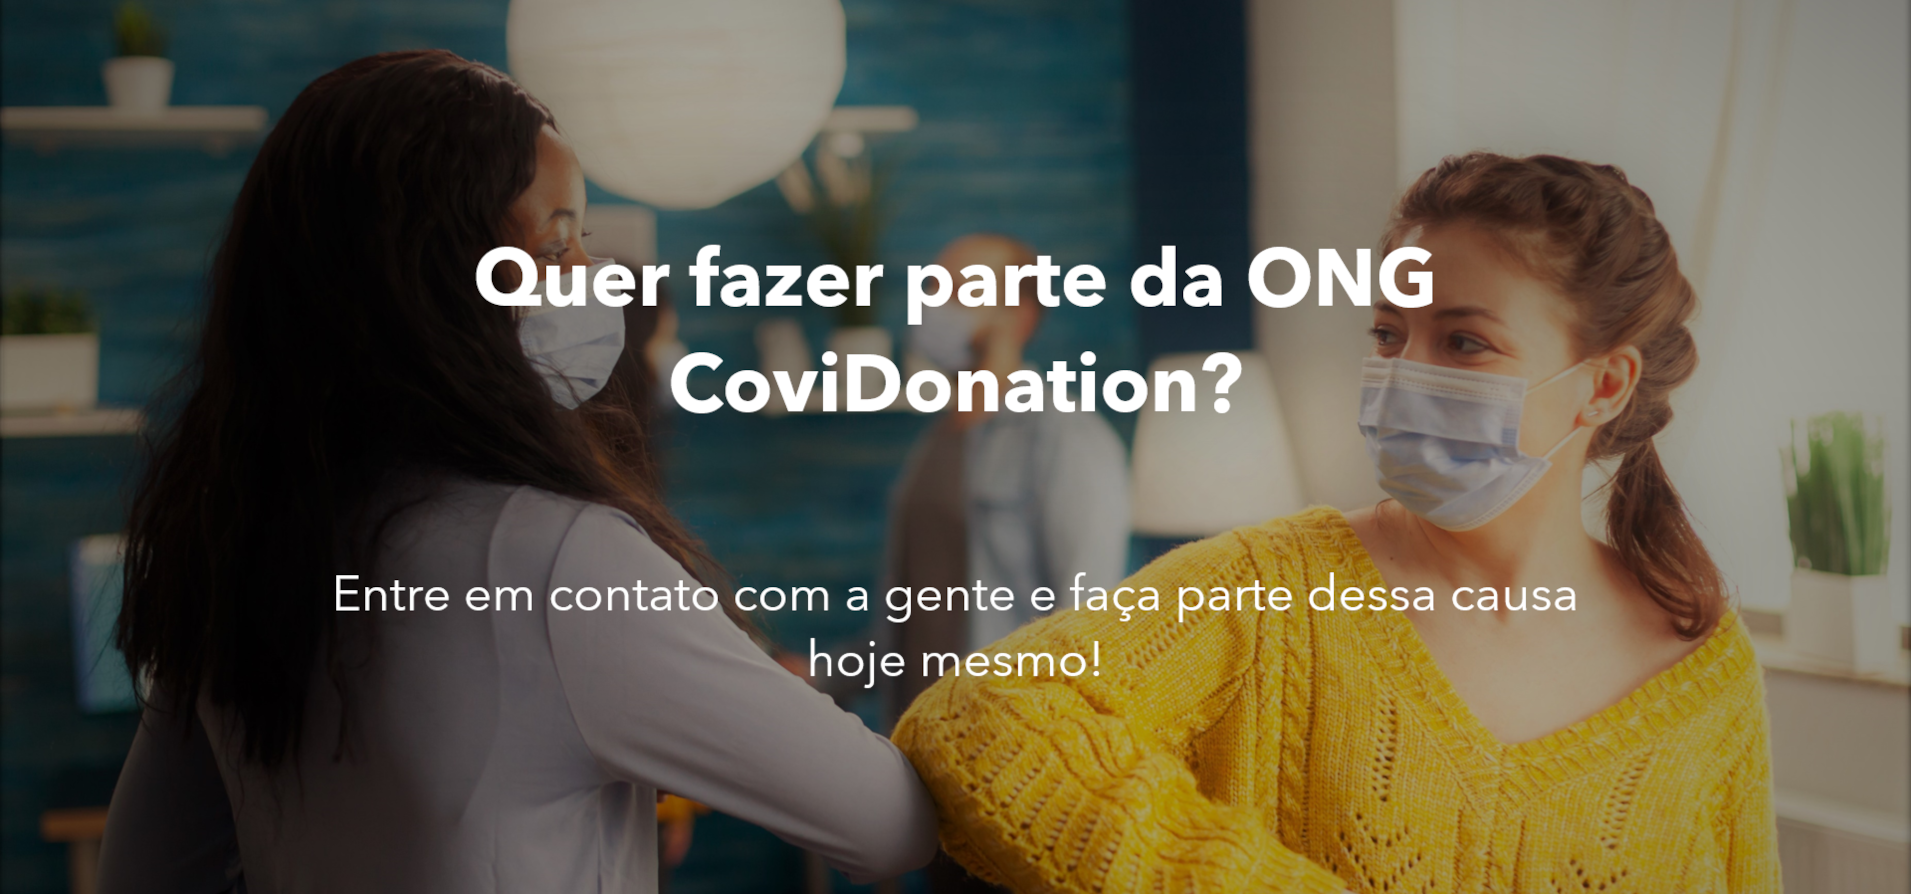 Quer fazer parte da ONG
CoviDonation?
Entre em contato com a gente e faça parte dessa causa
hoje mesmo!